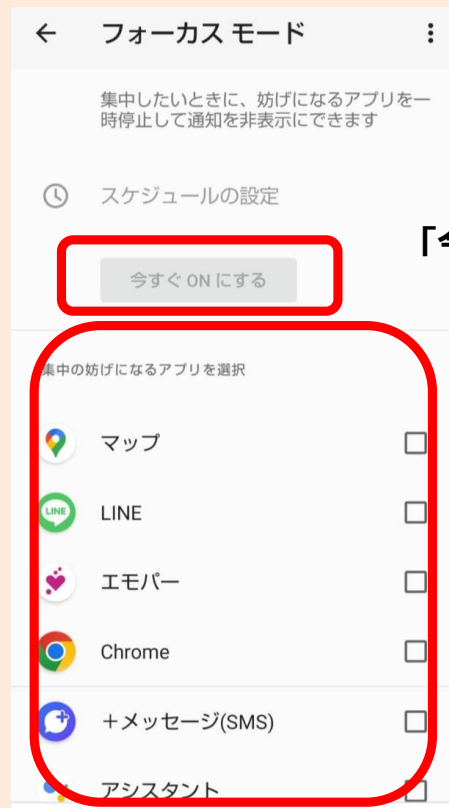 フォーカス モード
集中したいときに、妨げになるアプリを一
時停止して通知を非表示にできます
スケジュールの設定
「今
今すぐ ON にする
集中の妨げになるアプリを選択
マップ
LINE
LINE
エモパー
Chrome
＋メッセージ(SMS)
アシスタント